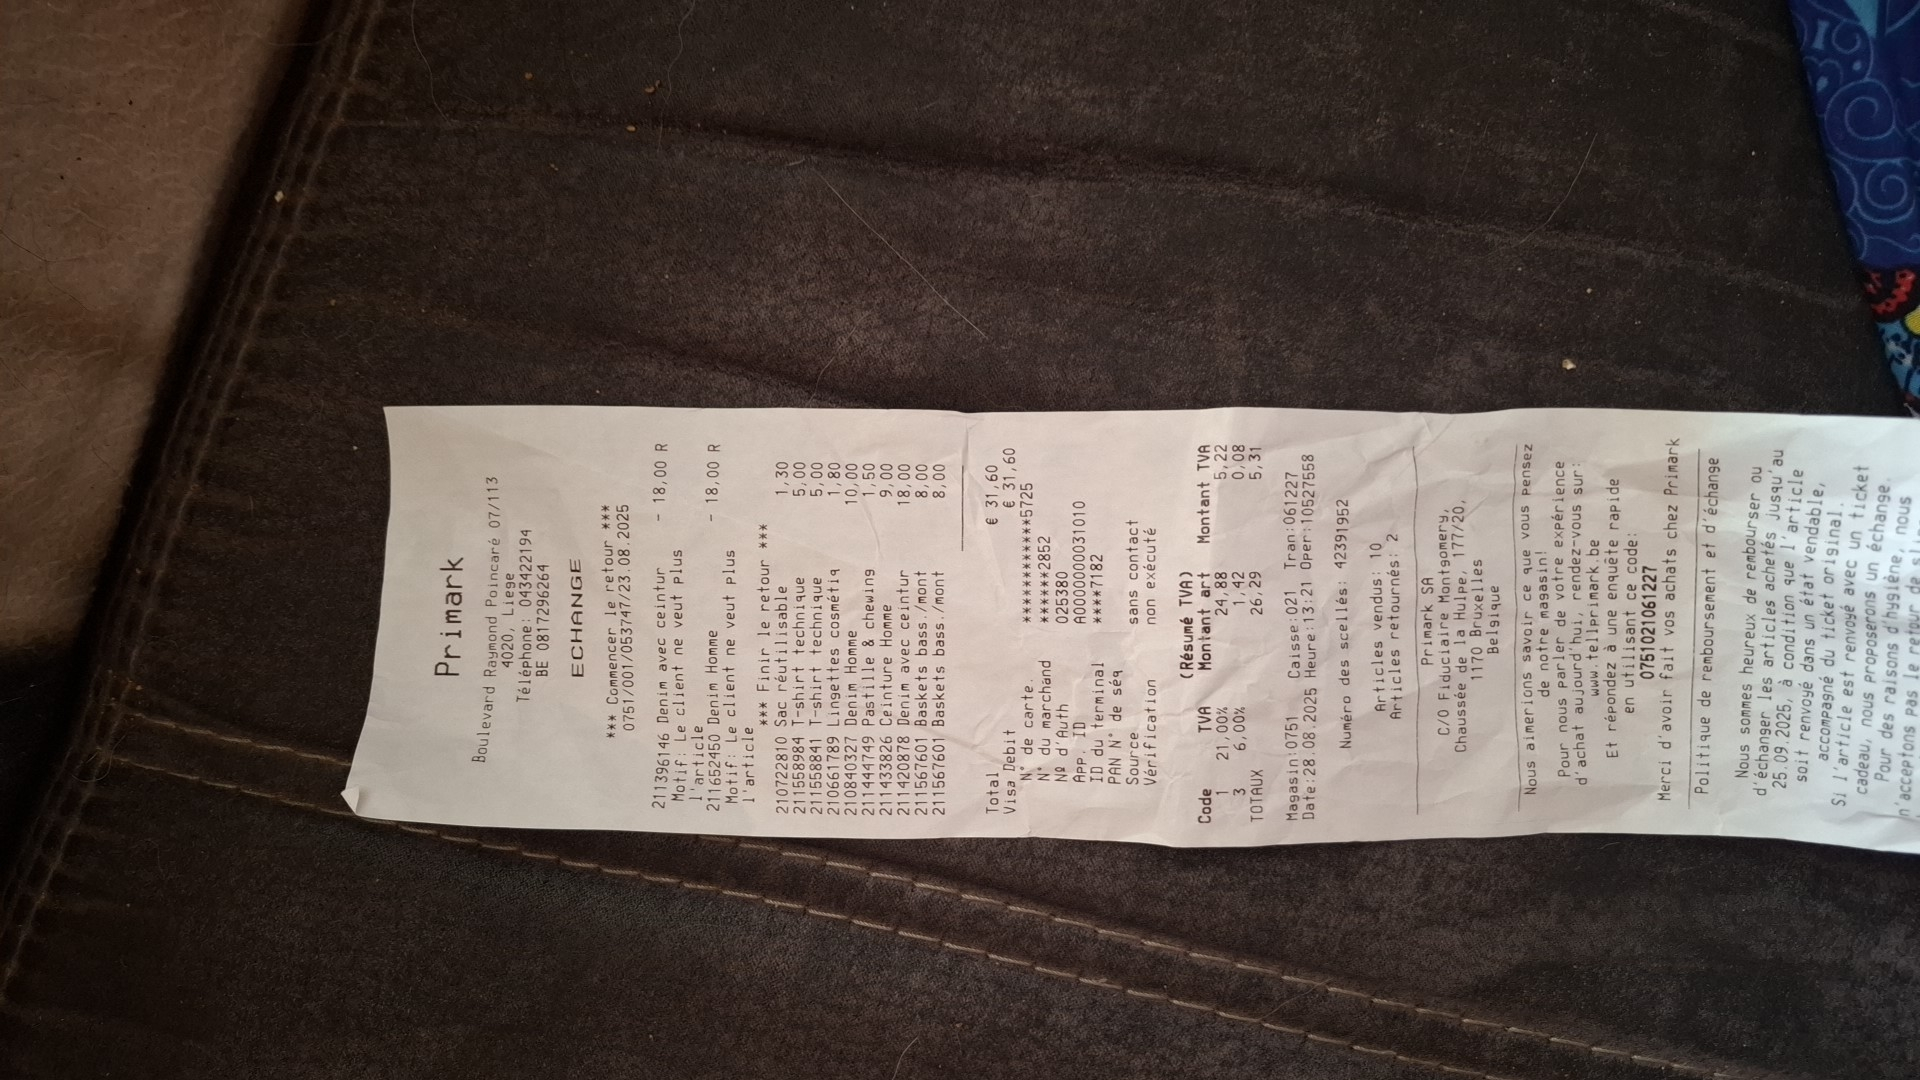 Primark
Boulevard Raymond Poincaré 07/113
4020, Liege
Téléphone: 043422194
BE 0817296264
ECHANGE
*** Commencer le retour ***
0751/001/053747/23.08.2025
211396146 Denim avec ceintur - 18,00 R
Motif: Le client ne veut plus
l'article
211652450 Denim Homme - 18,00 R
Motif: Le client ne veut plus
l'article
*** Finir le retour ***
210722810 Sac réutilisable 1,30
211558984 T-shirt technique 5,00
211558841 T-shirt technique 5,00
210661789 Lingettes cosmétiq 1,80
210840327 Denim Homme 10,00
211444749 Pastille & chewing 1,50
211433826 Ceinture Homme 9,00
211420878 Denim avec ceintur 18,00
211567601 Baskets bass./mont 8,00
211567601 Baskets bass./mont 8,00
Total € 31,60
Visa Debit € 31,60
N° de carte. ************5725
N° du marchand ******2852
Nº d'Auth 025380
App. ID A0000000031010
ID du terminal ****7182
PAN N° de séq
Source sans contact
Vérification non exécuté
(Résumé TVA)
Code TVA Montant art Montant TVA
1 21,00% 24,88 5,22
3 6,00% 1,42 0,08
TOTAUX 26,29 5,31
Magasin:0751 Caisse:021 Tran:061227
Date:28.08.2025 Heure:13:21 Oper:10527558
Numéro des scellés: 42391952
Articles vendus: 10
Articles retournés: 2
Primark SA
C/O Fiduciaire Montgomery,
Chaussée de la Hulpe, 177/20,
1170 Bruxelles
Belgique
Nous aimerions savoir ce que vous pensez
de notre magasin!
Pour nous parler de votre expérience
d'achat aujourd'hui, rendez-vous sur:
www.tellprimark.be
Et répondez à une enquête rapide
en utilisant ce code:
0751021061227
Merci d'avoir fait vos achats chez Primark
Politique de remboursement et d'échange
Nous sommes heureux de rembourser ou
d'échanger les articles achetés jusqu'au
25.09.2025, à condition que l'article
soit renvoyé dans un état vendable,
accompagné du ticket original.
Si l'article est renvoyé avec un ticket
cadeau, nous proposerons un échange.
Pour des raisons d'hygiène, nous
n'acceptons pas le retour de